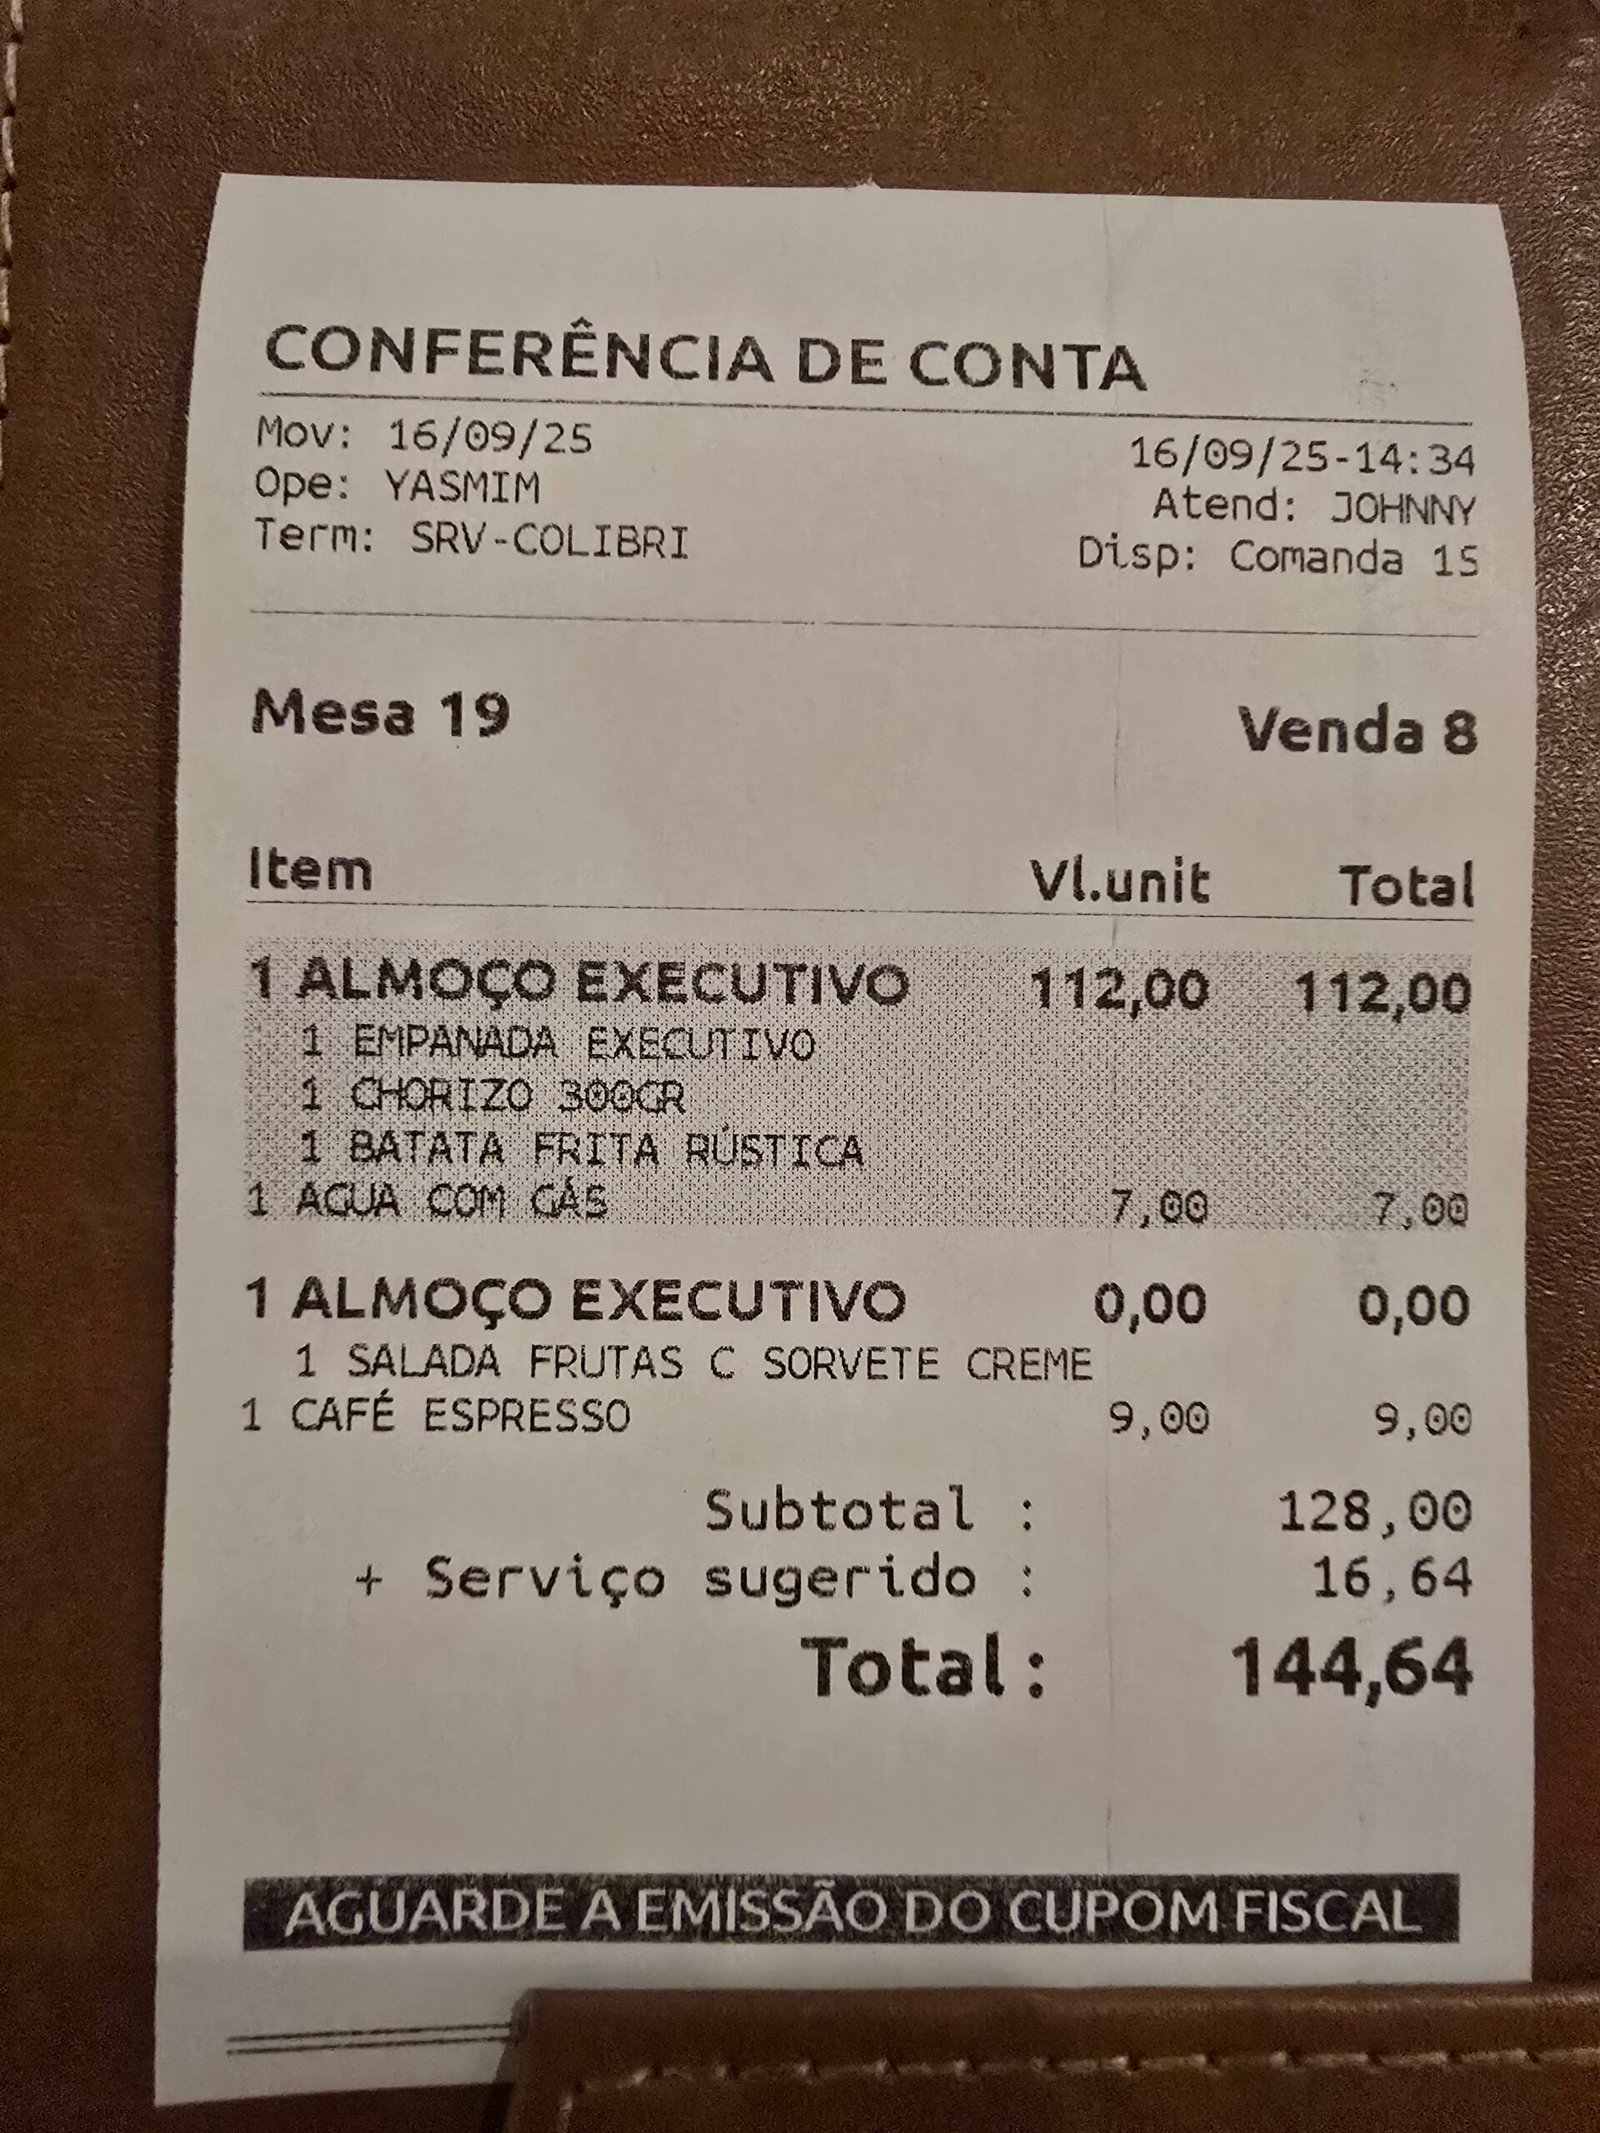 CONFERÊNCIA DE CONTA
Mov: 16/09/25 16/09/25-14:34
Ope: YASMIM Atend: JOHNNY
Term: SRV-COLIBRI Disp: Comanda 15
Mesa 19 Venda 8
Item Vl.unit Total
1 ALMOÇO EXECUTIVO 112,00 112,00
1 EMPANADA EXECUTIVO
1 CHORIZO 300GR
1 BATATA FRITA RÚSTICA
1 AGUA COM GÁS 7,00 7,00
1 ALMOÇO EXECUTIVO 0,00 0,00
1 SALADA FRUTAS C SORVETE CREME
1 CAFÉ ESPRESSO 9,00 9,00
Subtotal : 128,00
+ Serviço sugerido : 16,64
Total: 144,64
AGUARDE A EMISSÃO DO CUPOM FISCAL